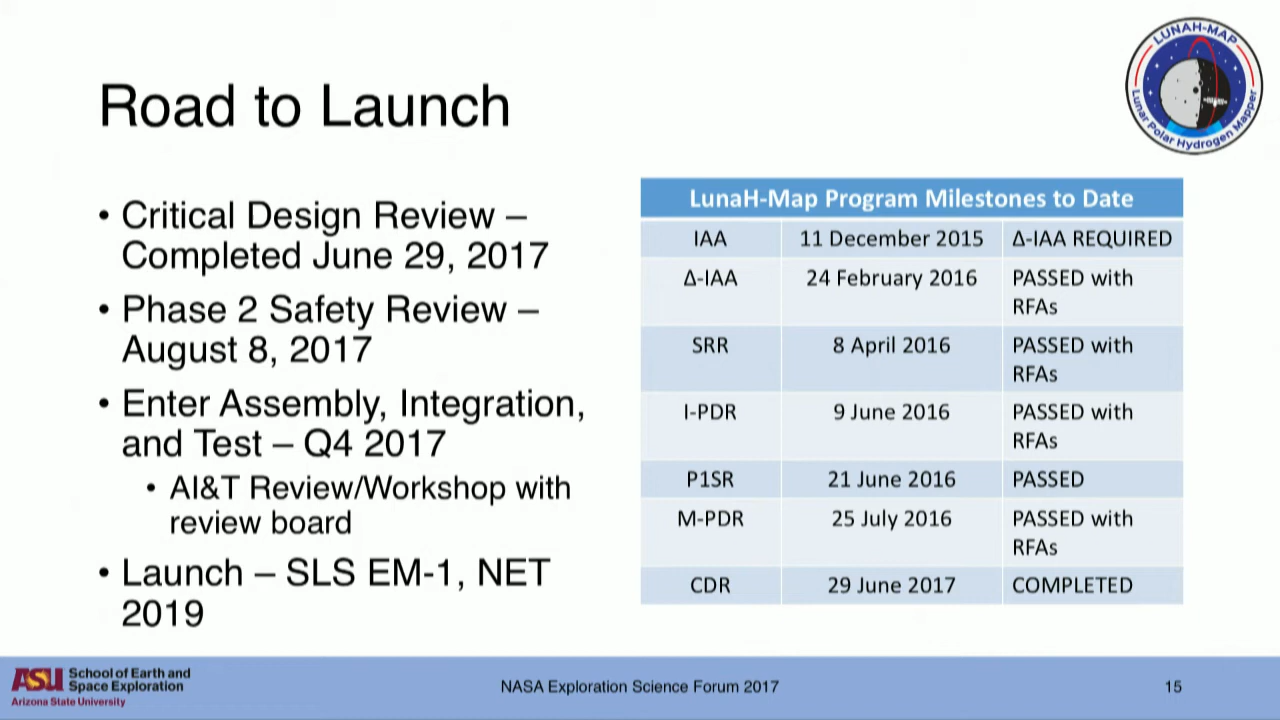 LUNAH-MAP
Lunar Polar Hydrogen Mapper
Road to Launch
• Critical Design Review –
Completed June 29, 2017
• Phase 2 Safety Review –
August 8, 2017
• Enter Assembly, Integration,
and Test – Q4 2017
• AI&T Review/Workshop with
review board
• Launch – SLS EM-1, NET
2019
LunaH-Map Program Milestones to Date
IAA 11 December 2015 Δ-IAA REQUIRED
Δ-IAA 24 February 2016 PASSED with
RFAs
SRR 8 April 2016 PASSED with
RFAs
I-PDR 9 June 2016 PASSED with
RFAs
P1SR 21 June 2016 PASSED
M-PDR 25 July 2016 PASSED with
RFAs
CDR 29 June 2017 COMPLETED
ASU School of Earth and
Space Exploration
Arizona State University
NASA Exploration Science Forum 2017
15